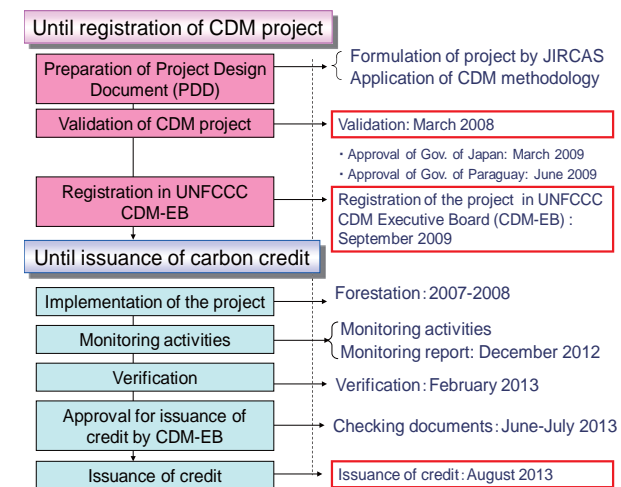 Until registration of CDM project
Preparation of Project Design
Document (PDD)
Formulation of project by JIRCAS
Application of CDM methodology
Validation of CDM project
Validation: March 2008
・Approval of Gov. of Japan: March 2009
・Approval of Gov. of Paraguay: June 2009
Registration in UNFCCC
CDM-EB
Registration of the project in UNFCCC
CDM Executive Board (CDM-EB) :
September 2009
Until issuance of carbon credit
Implementation of the project
Forestation：2007-2008
Monitoring activities
Monitoring activities
Monitoring report: December 2012
Verification
Verification：February 2013
Approval for issuance of
credit by CDM-EB
Checking documents：June-July 2013
Issuance of credit
Issuance of credit：August 2013